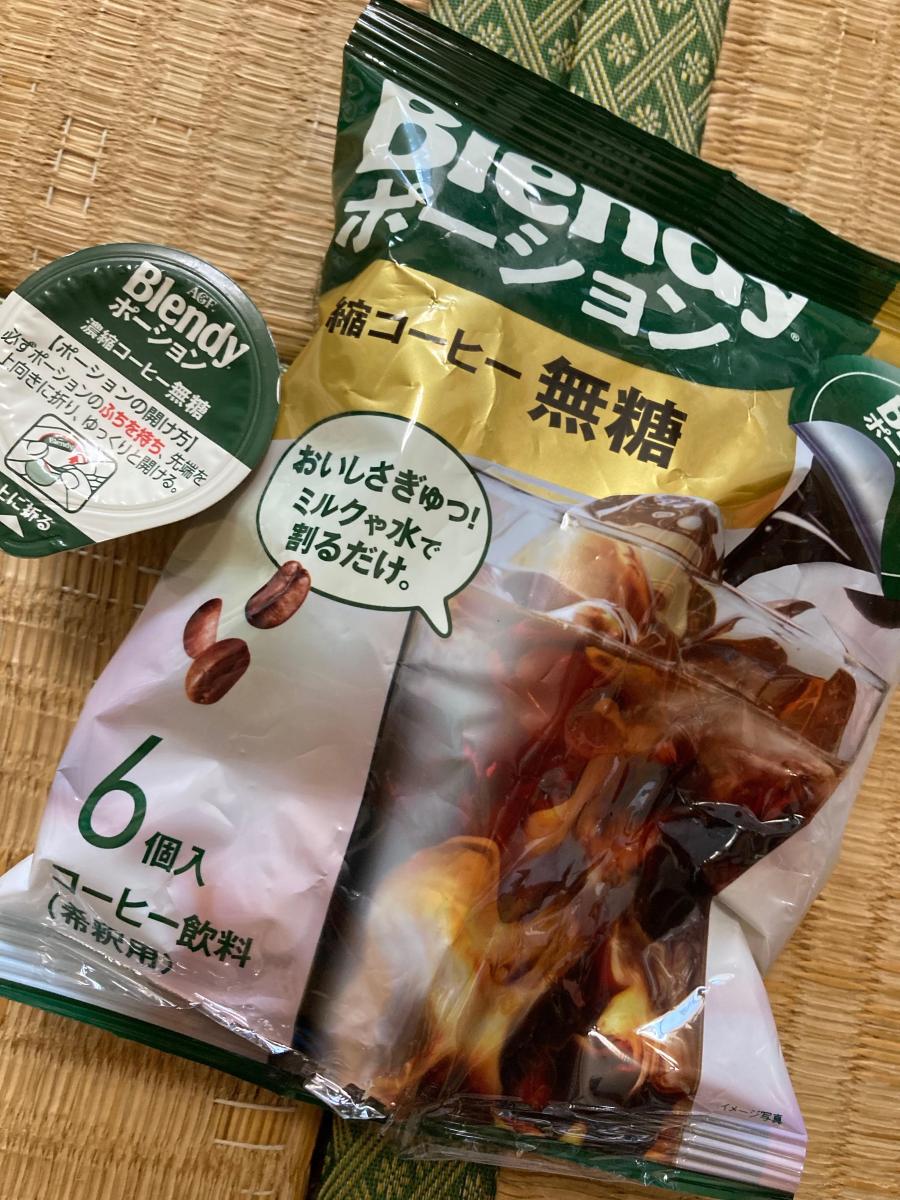 Blendy
ポーション
縮コーヒー 無糖
おいしさぎゅっ!
ミルクや水で
割るだけ。
6個入
コーヒー飲料
(希釈用)
イメージ写真
AGF
Blendy
ポーション
濃縮コーヒー無糖
【ポーションの開け方】
必ずポーションのふちを持ち、先端を
上向きに折り、ゆっくりと開ける。
Blendy
上に折る
B
ポー